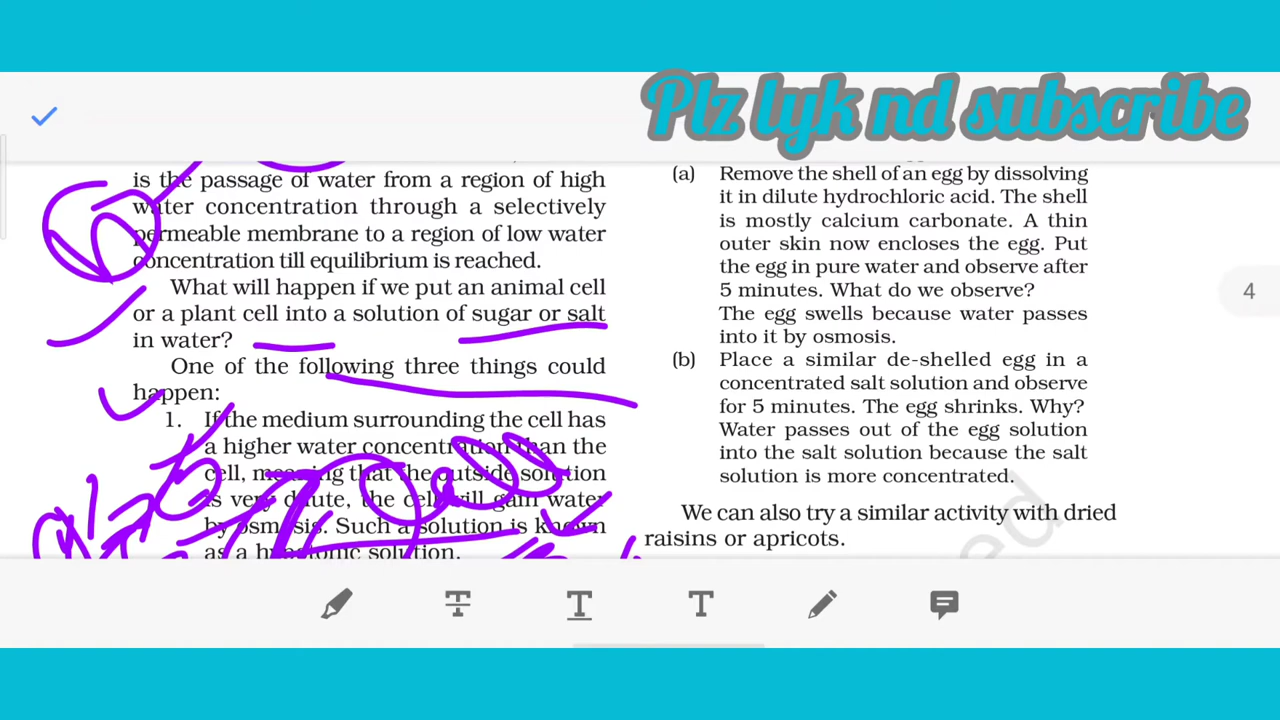 Plz lyk nd subscribe
is the passage of water from a region of high
water concentration through a selectively
permeable membrane to a region of low water
concentration till equilibrium is reached.
What will happen if we put an animal cell
or a plant cell into a solution of sugar or salt
in water?
One of the following three things could
happen:
1. If the medium surrounding the cell has
a higher water concentration than the
cell, meaning that the outside solution
is very dilute, the cell will gain water
by osmosis. Such a solution is known
as a hypotonic solution.
(a) Remove the shell of an egg by dissolving
it in dilute hydrochloric acid. The shell
is mostly calcium carbonate. A thin
outer skin now encloses the egg. Put
the egg in pure water and observe after
5 minutes. What do we observe?
The egg swells because water passes
into it by osmosis.
(b) Place a similar de-shelled egg in a
concentrated salt solution and observe
for 5 minutes. The egg shrinks. Why?
Water passes out of the egg solution
into the salt solution because the salt
solution is more concentrated.
We can also try a similar activity with dried
raisins or apricots.
4